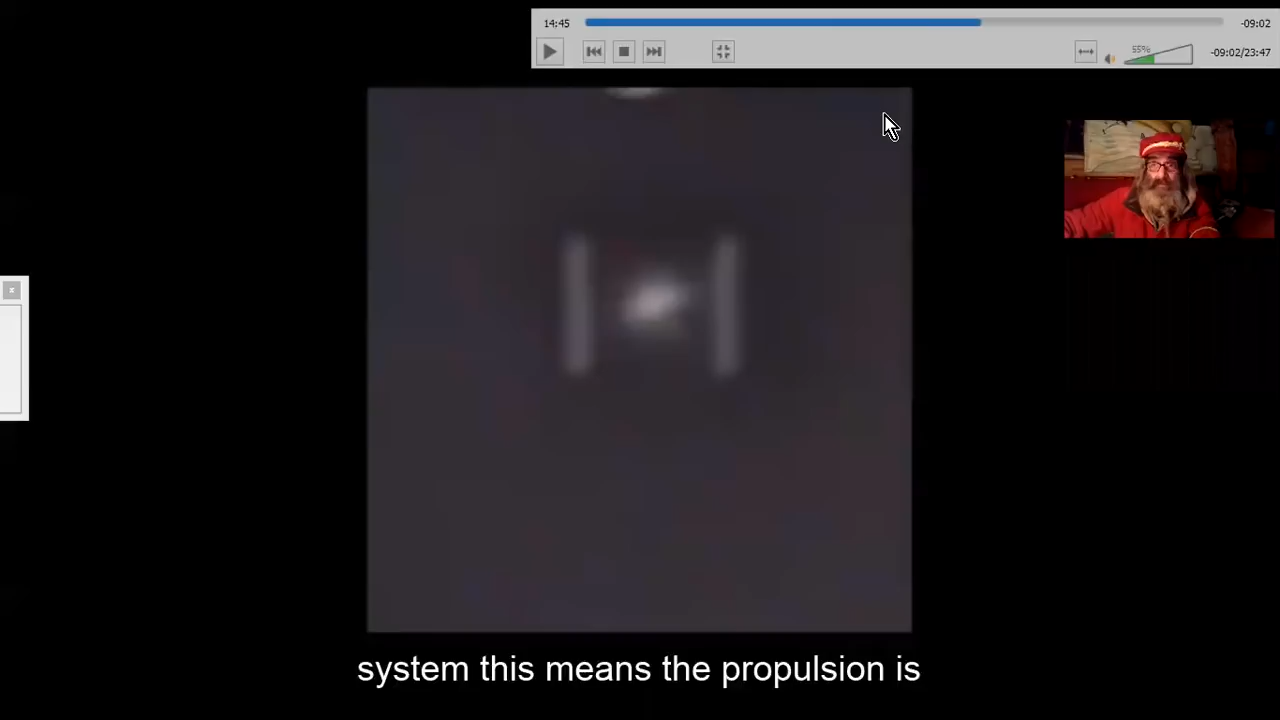 14:45
-09:02
55%
-09:02/23:47
system this means the propulsion is